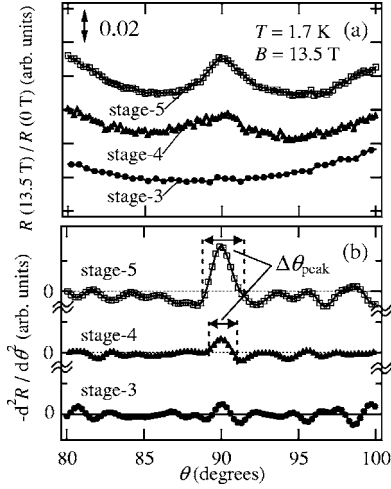 0.02
(a)
T = 1.7 K
B = 13.5 T
R (13.5 T) / R (0 T) (arb. units)
stage-5
stage-4
stage-3
(b)
stage-5
Δθpeak
0
stage-4
0
stage-3
0
-d²R / dθ² (arb. units)
80 85 90 95 100
θ (degrees)